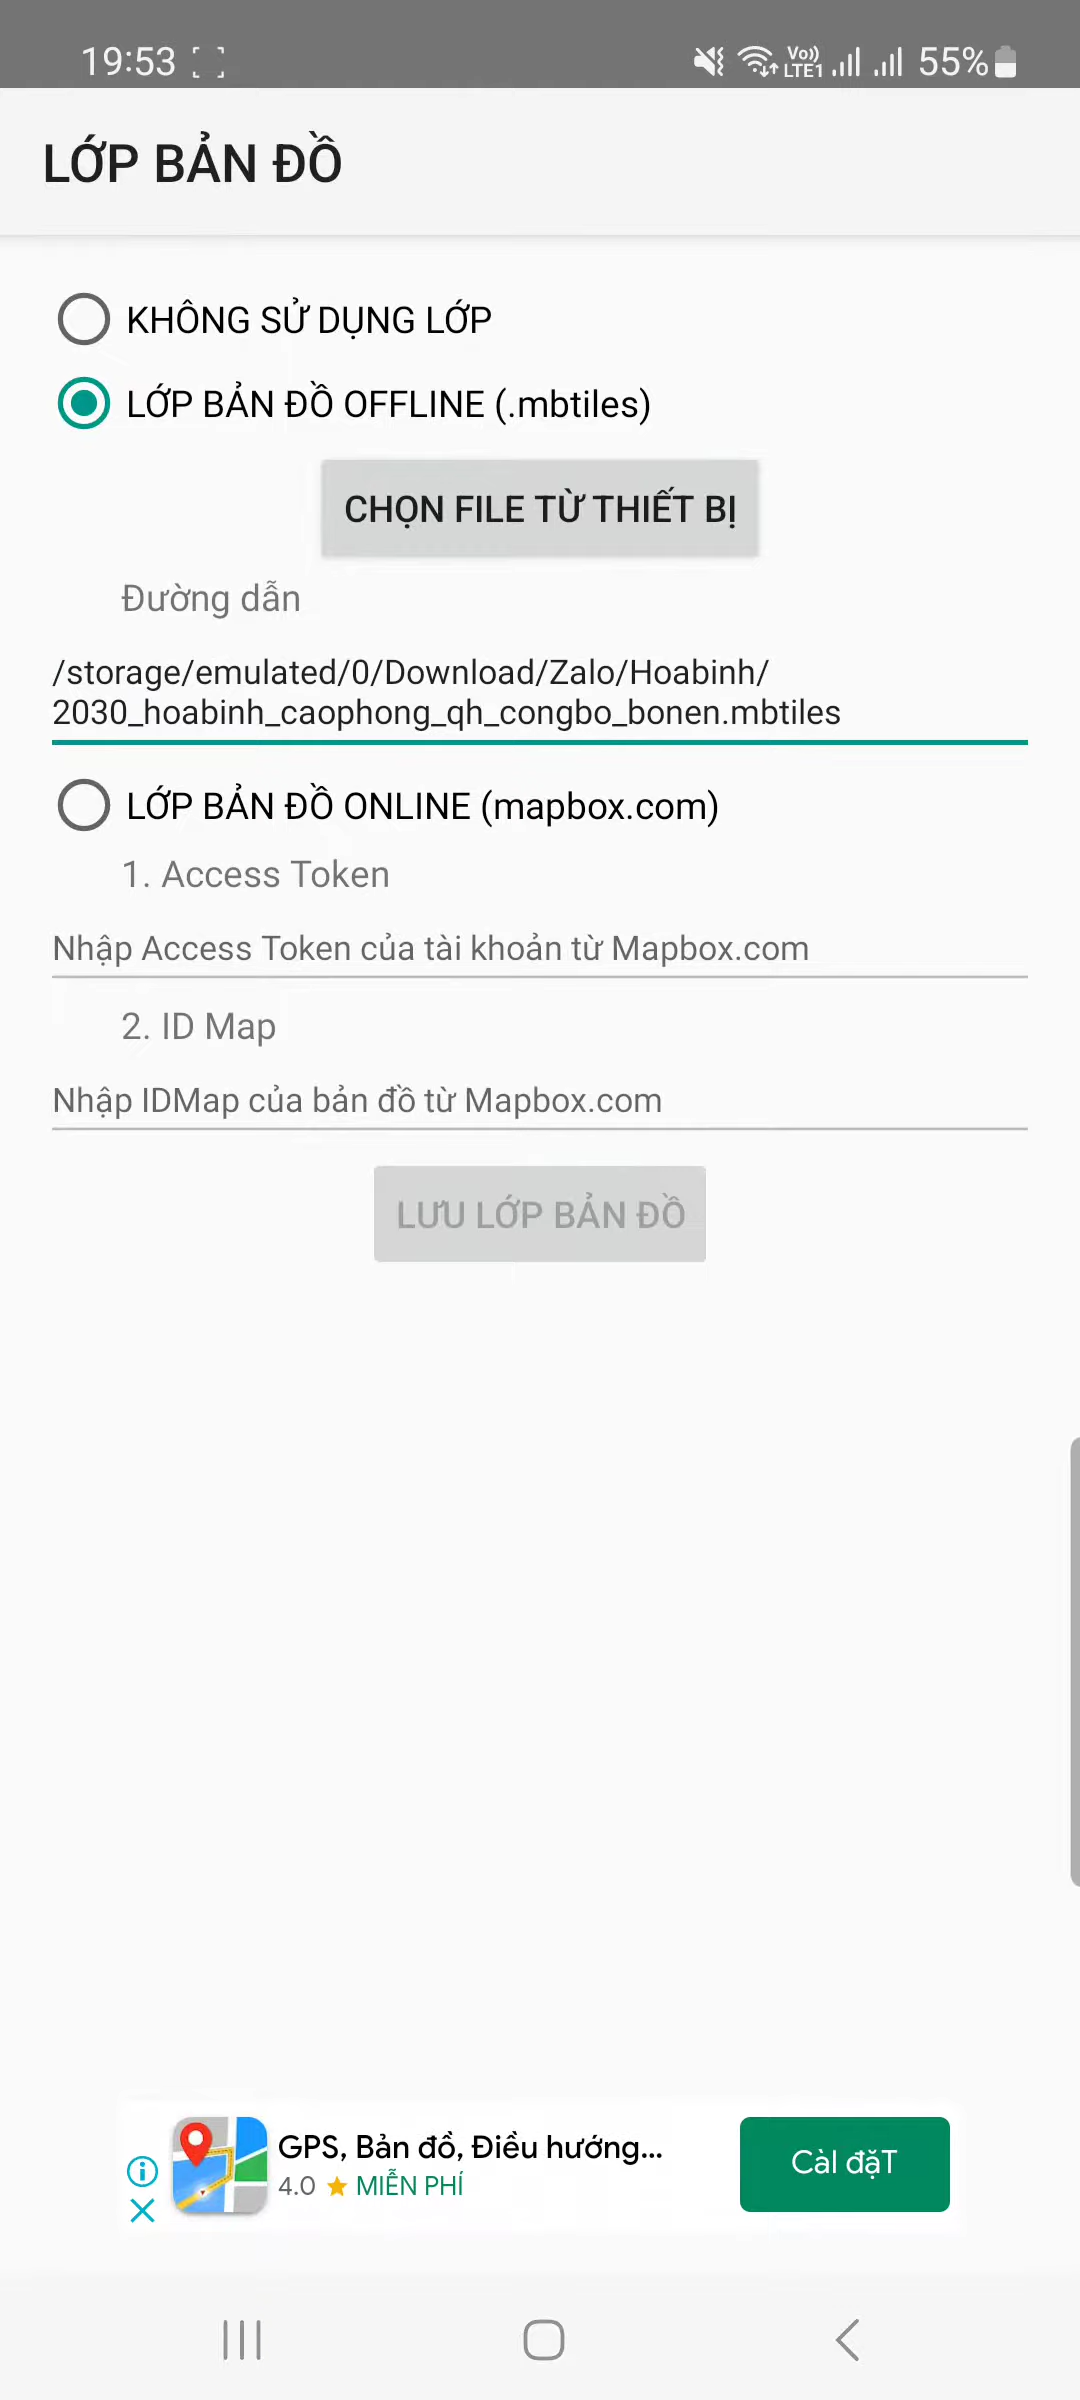 19:53
Vo))
LTE1
55%
LỚP BẢN ĐỒ
KHÔNG SỬ DỤNG LỚP
LỚP BẢN ĐỒ OFFLINE (.mbtiles)
CHỌN FILE TỪ THIẾT BỊ
Đường dẫn
/storage/emulated/0/Download/Zalo/Hoabinh/
2030_hoabinh_caophong_qh_congbo_bonen.mbtiles
LỚP BẢN ĐỒ ONLINE (mapbox.com)
1. Access Token
Nhập Access Token của tài khoản từ Mapbox.com
2. ID Map
Nhập IDMap của bản đồ từ Mapbox.com
LƯU LỚP BẢN ĐỒ
GPS, Bản đồ, Điều hướng...
4.0 ★ MIỄN PHÍ
Cài đặT